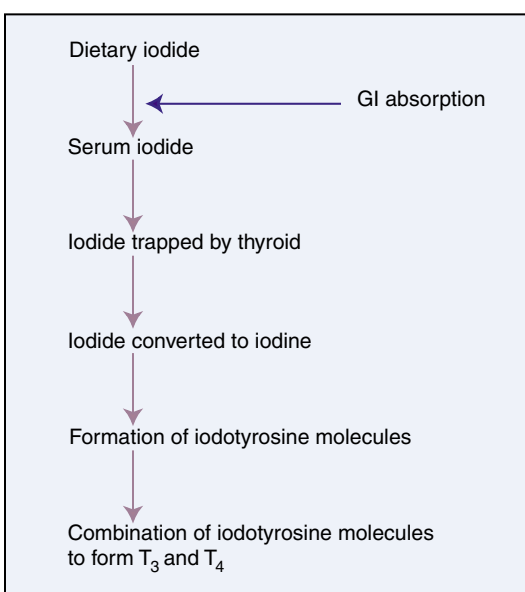 Dietary iodide
GI absorption
Serum iodide
Iodide trapped by thyroid
Iodide converted to iodine
Formation of iodotyrosine molecules
Combination of iodotyrosine molecules
to form T₃ and T₄